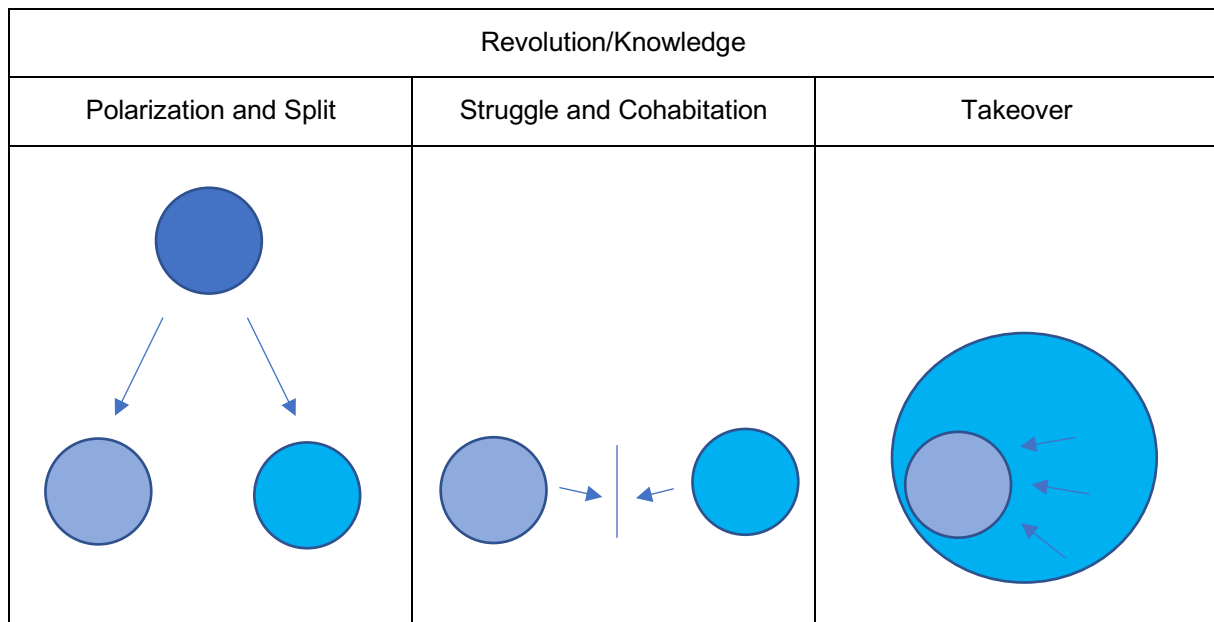 Revolution/Knowledge
Polarization and Split
Struggle and Cohabitation
Takeover